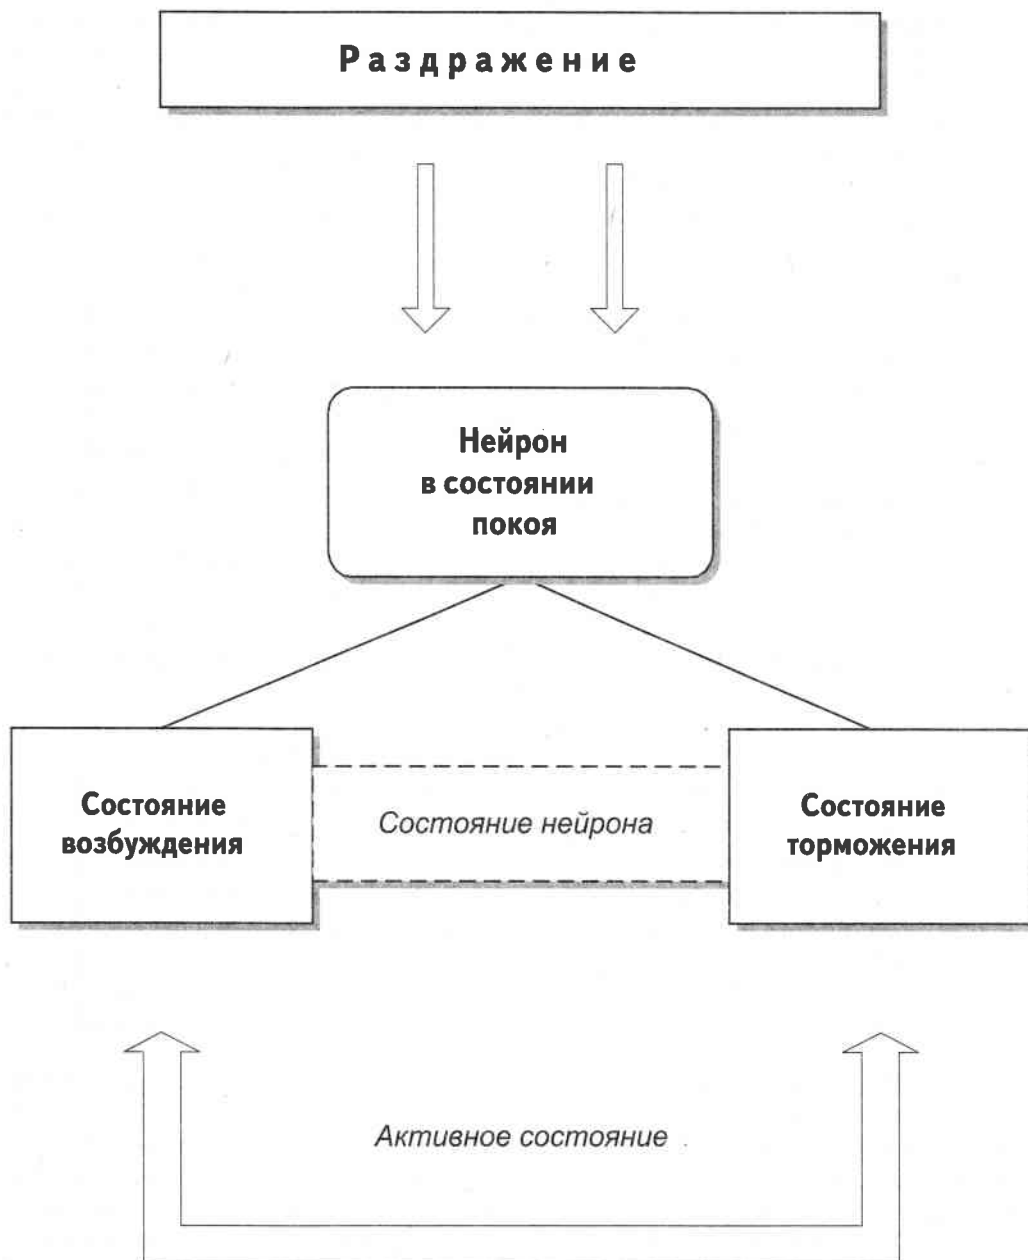 Раздражение
Нейрон
в состоянии
покоя
Состояние
возбуждения
Состояние нейрона
Состояние
торможения
Активное состояние